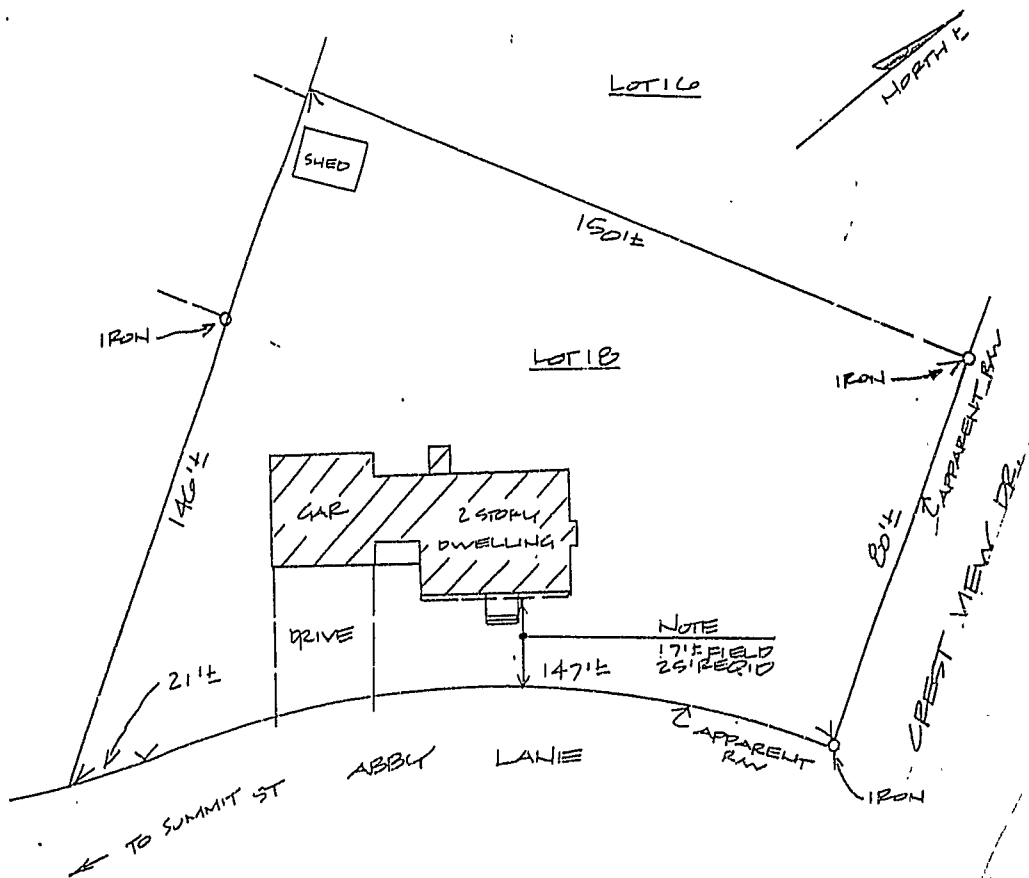 LOT 16
NORTH ±
SHED
150'±
IRON
LOT 18
IRON
APPARENT R/W
146'±
GAR
2 STORY
DWELLING
80'±
CREST VIEW DR.
DRIVE
NOTE
17'± FIELD
25' REQ'D
21'±
147'±
APPARENT
R/W
ABBY LANE
IRON
TO SUMMIT ST